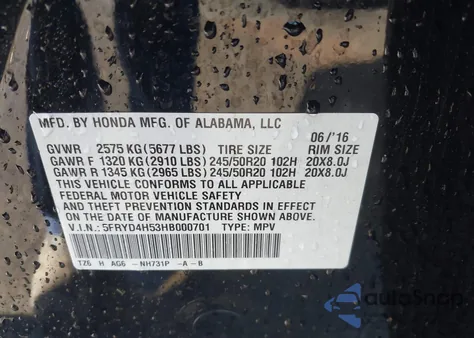 MFD. BY HONDA MFG. OF ALABAMA, LLC 06/'16
GVWR 2575 KG(5677 LBS) TIRE SIZE RIM SIZE
GAWR F 1320 KG(2910 LBS) 245/50R20 102H 20X8.0J
GAWR R 1345 KG(2965 LBS) 245/50R20 102H 20X8.0J
THIS VEHICLE CONFORMS TO ALL APPLICABLE
FEDERAL MOTOR VEHICLE SAFETY
AND THEFT PREVENTION STANDARDS IN EFFECT
ON THE DATE OF MANUFACTURE SHOWN ABOVE.
V.I.N.: 5FRYD4H53HB000701 TYPE: MPV
TZ6 H AG6 -NH731P -A -B
AutoSnap